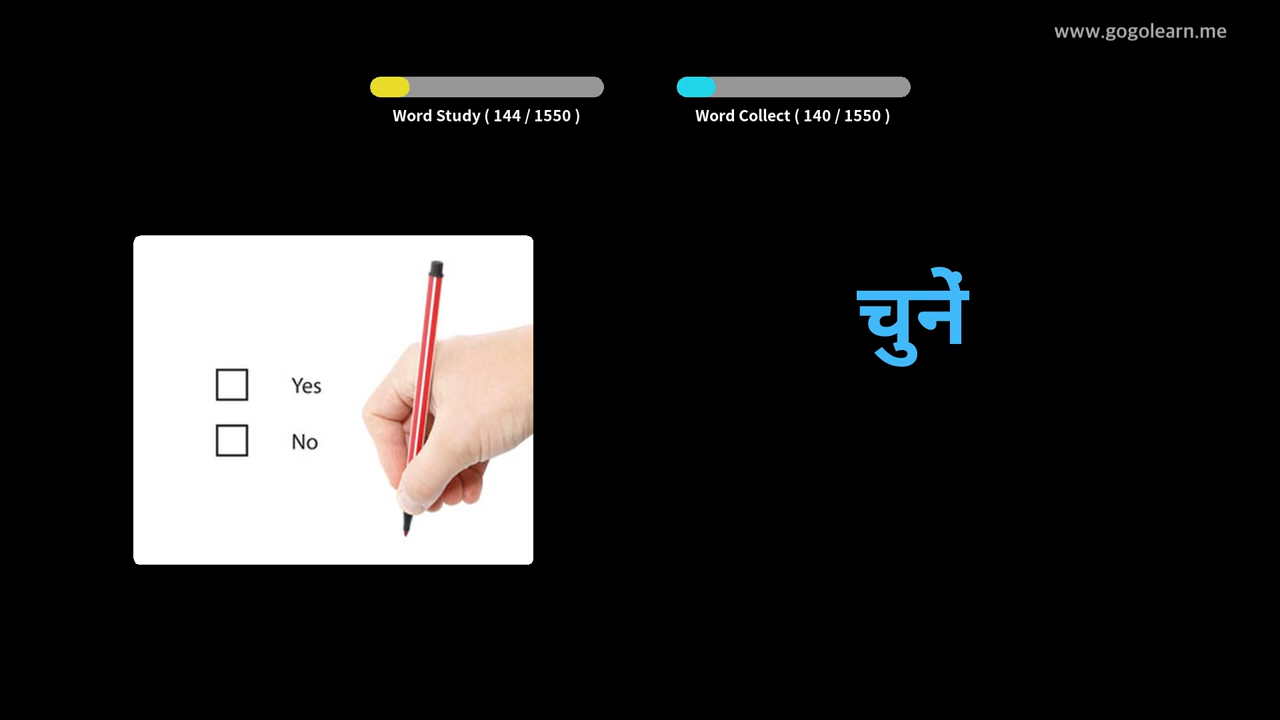 www.gogolearn.me
Word Study ( 144 / 1550 )
Word Collect ( 140 / 1550 )
चुनें
Yes
No